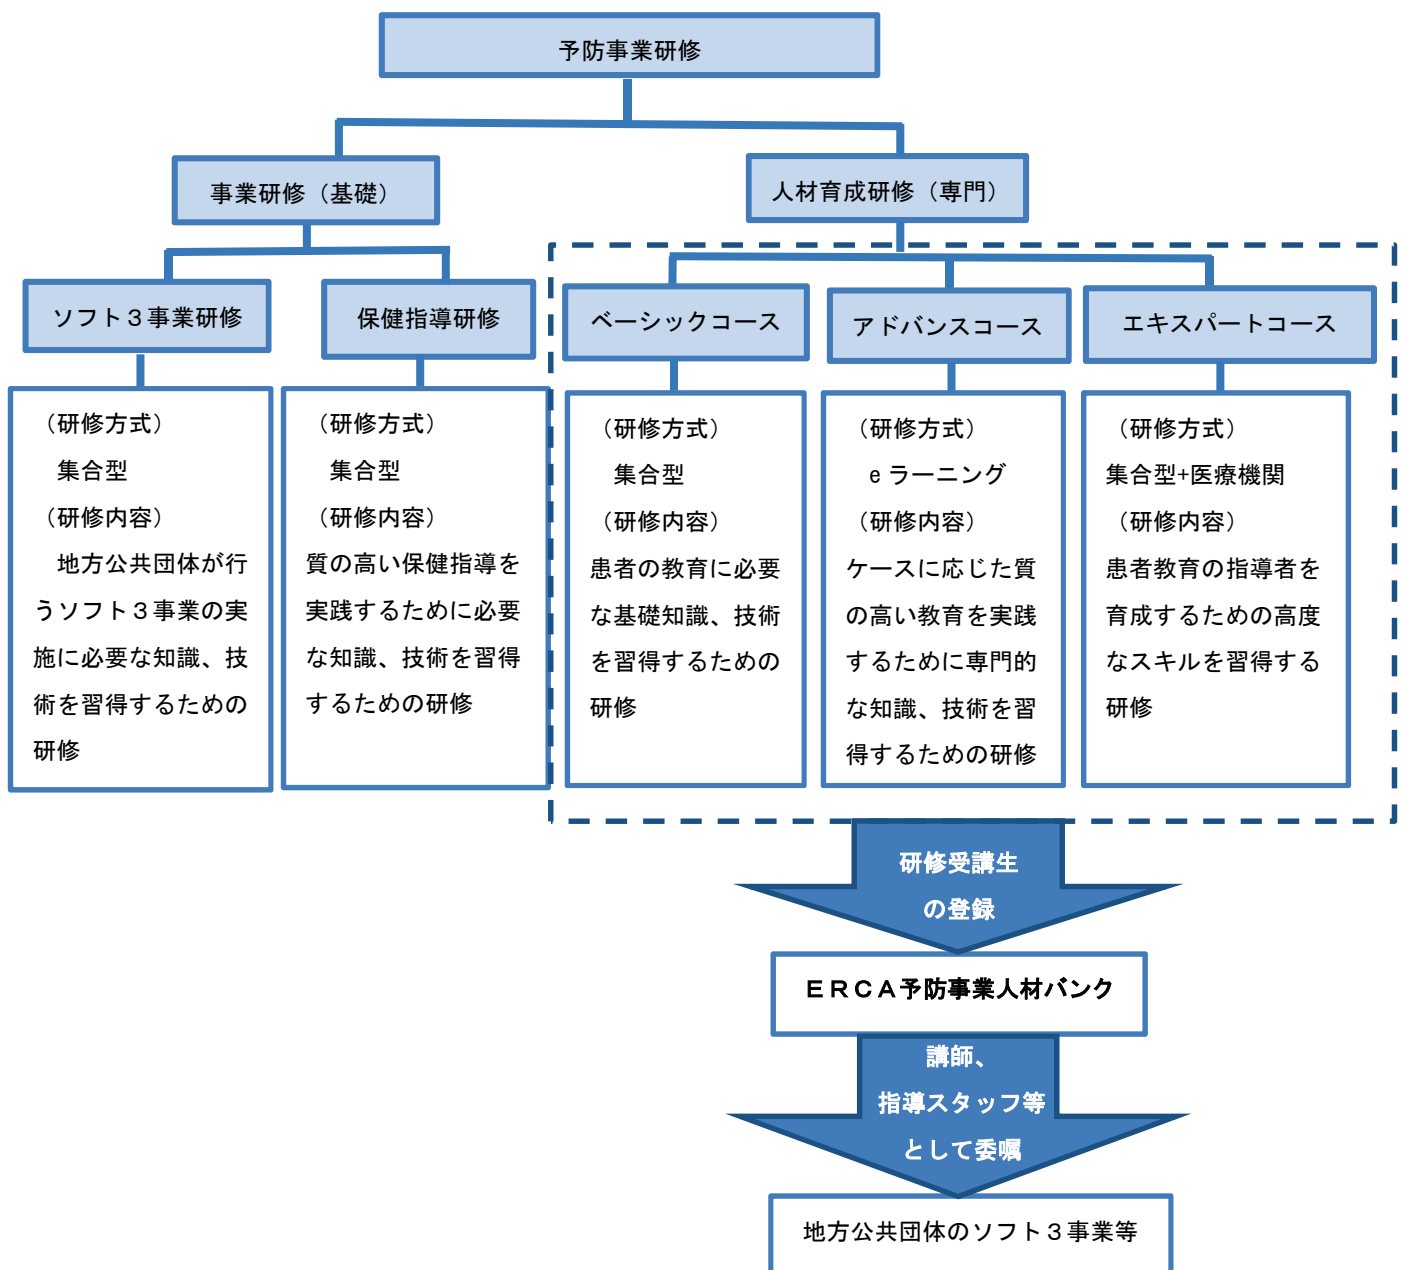 予防事業研修
事業研修（基礎）
人材育成研修（専門）
ソフト３事業研修
保健指導研修
ベーシックコース
アドバンスコース
エキスパートコース
（研修方式）
集合型
（研修内容）
地方公共団体が行
うソフト３事業の実
施に必要な知識、技
術を習得するための
研修
（研修方式）
集合型
（研修内容）
質の高い保健指導を
実践するために必要
な知識、技術を習得
するための研修
（研修方式）
集合型
（研修内容）
患者の教育に必要
な基礎知識、技術
を習得するための
研修
（研修方式）
e ラーニング
（研修内容）
ケースに応じた質
の高い教育を実践
するために専門的
な知識、技術を習
得するための研修
（研修方式）
集合型+医療機関
（研修内容）
患者教育の指導者を
育成するための高度
なスキルを習得する
研修
研修受講生
の登録
ＥＲＣＡ予防事業人材バンク
講師、
指導スタッフ等
として委嘱
地方公共団体のソフト３事業等